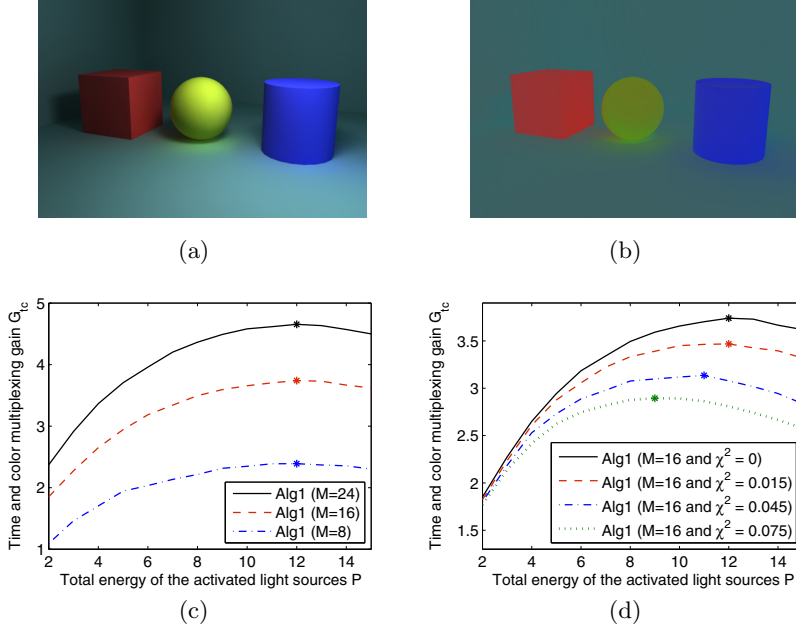 (a)
(b)
Time and color multiplexing gain G_tc
5
4
3
2
1
2 4 6 8 10 12 14
Total energy of the activated light sources P
Alg1 (M=24)
Alg1 (M=16)
Alg1 (M=8)
(c)
Time and color multiplexing gain G_tc
3.5
3
2.5
2
1.5
2 4 6 8 10 12 14
Total energy of the activated light sources P
Alg1 (M=16 and χ² = 0)
Alg1 (M=16 and χ² = 0.015)
Alg1 (M=16 and χ² = 0.045)
Alg1 (M=16 and χ² = 0.075)
(d)